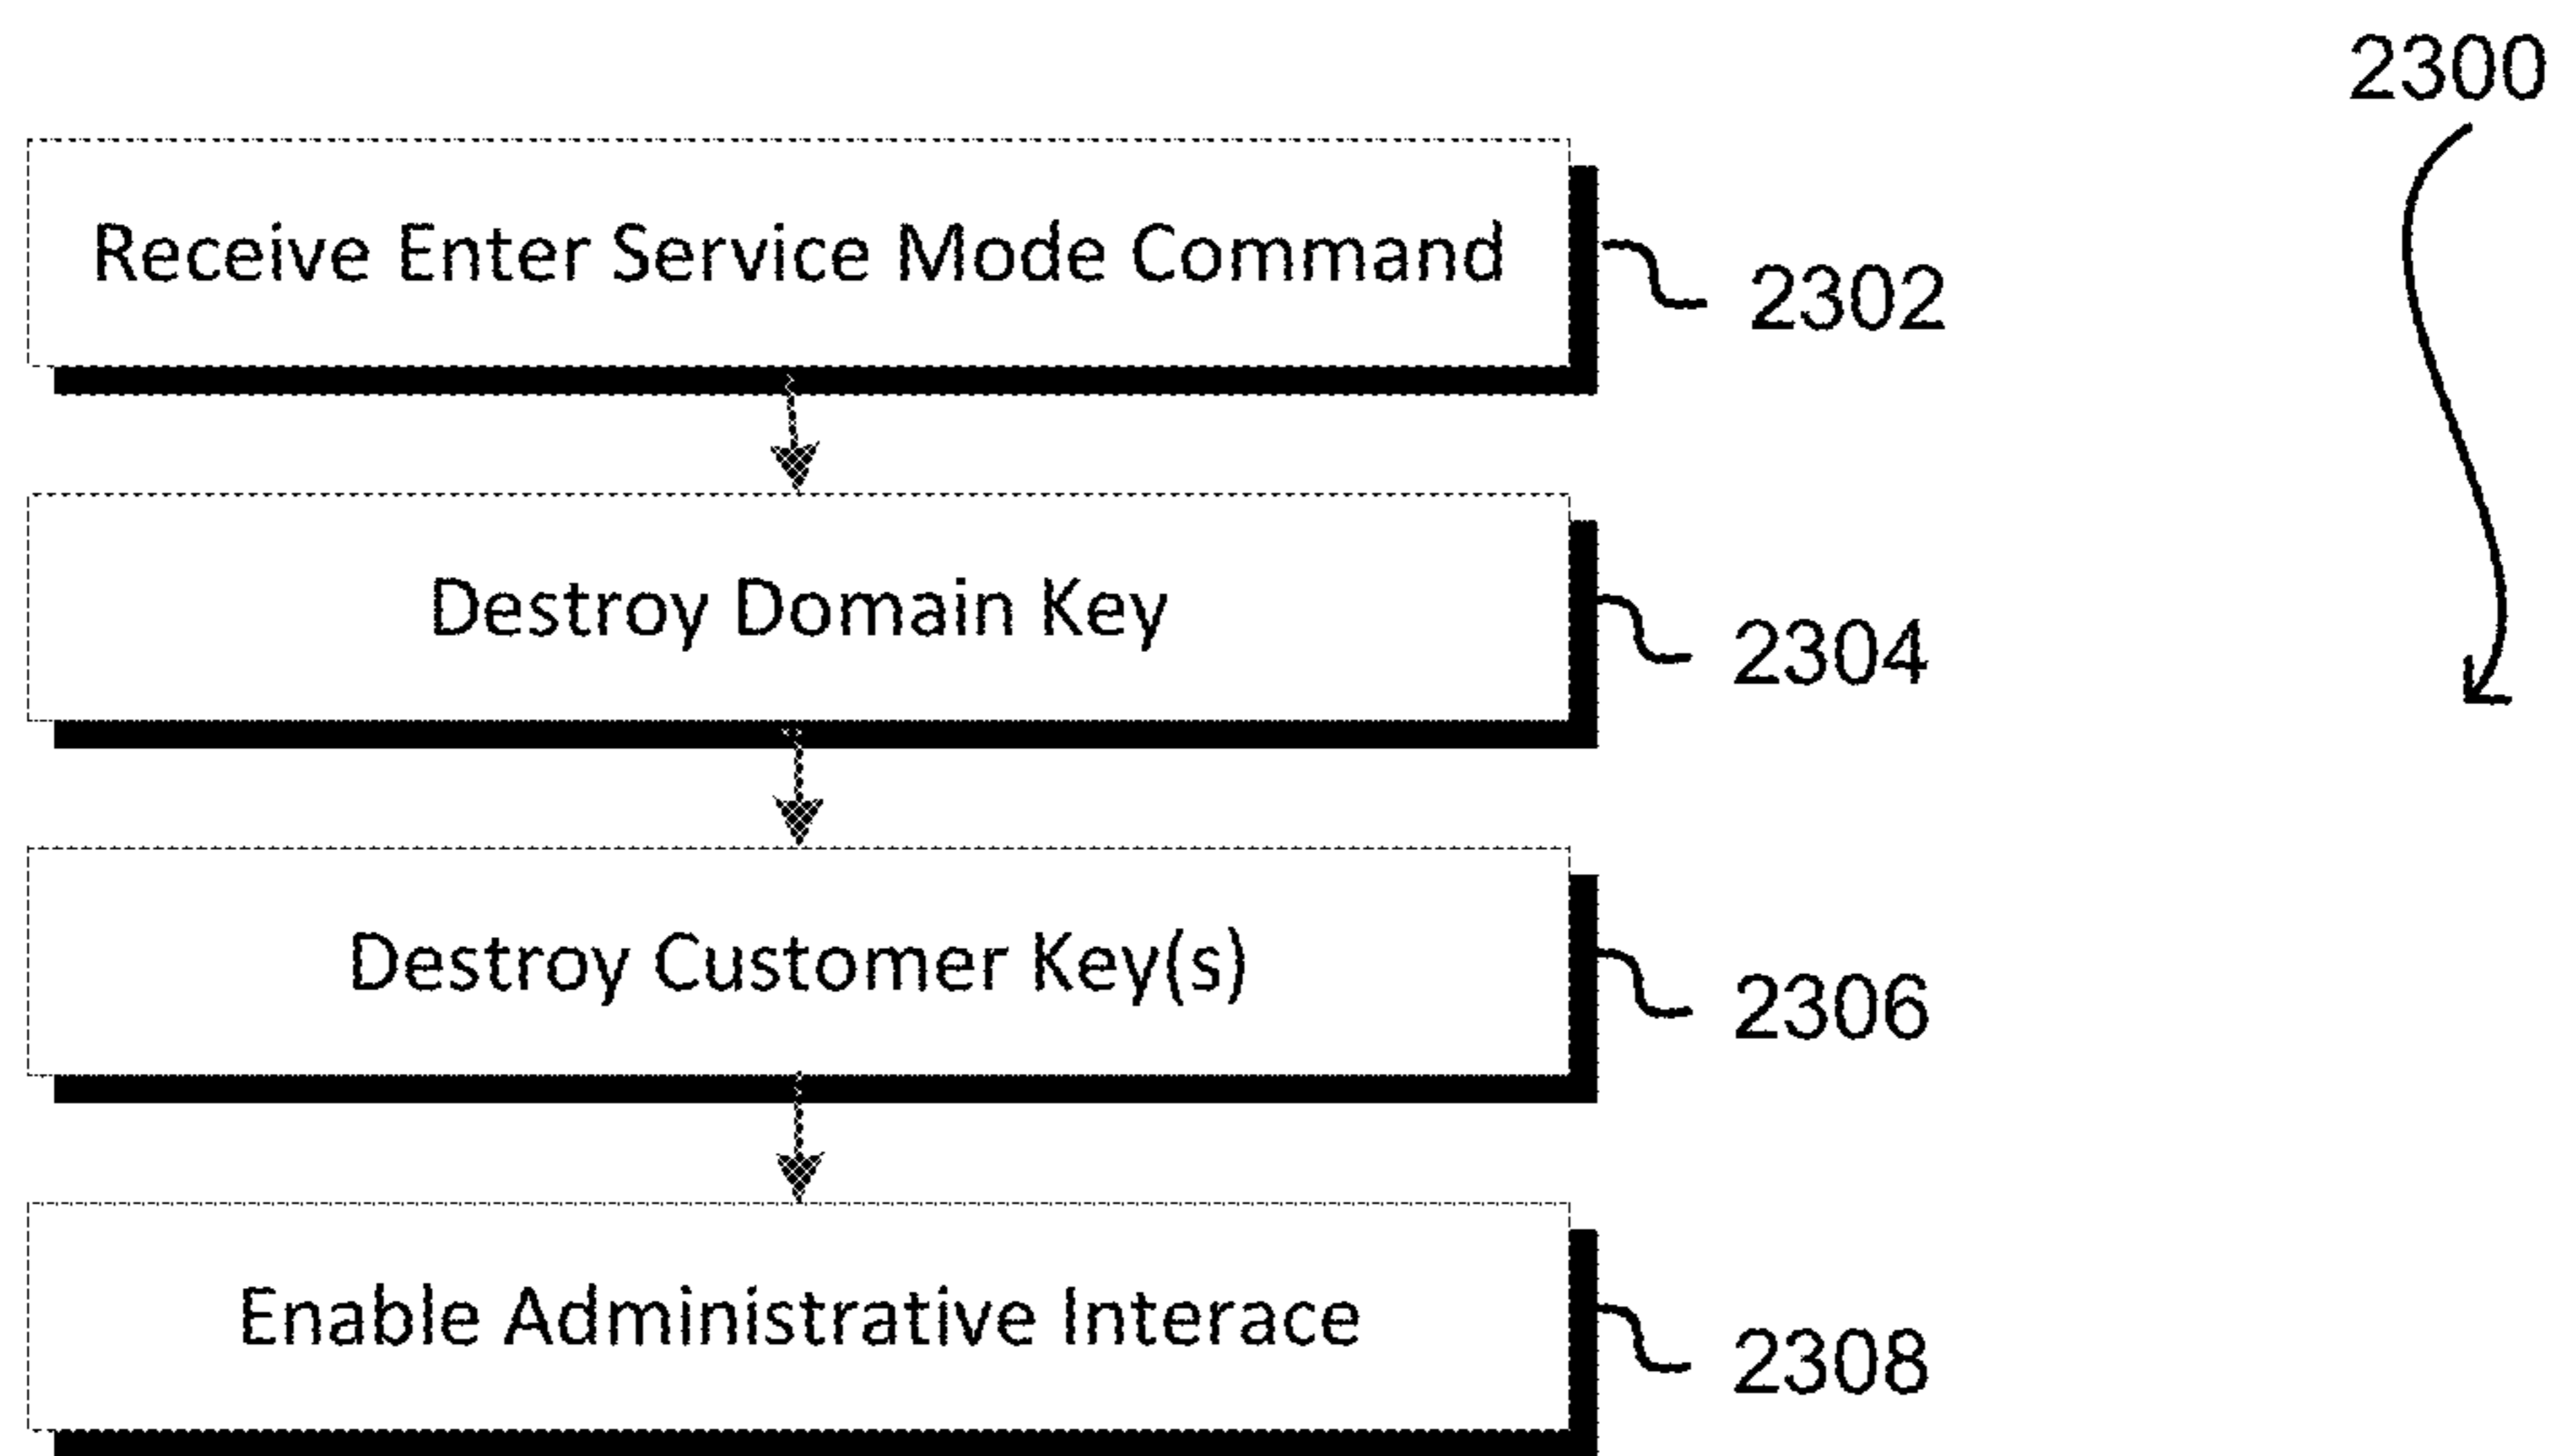 2300
Receive Enter Service Mode Command
2302
Destroy Domain Key
2304
Destroy Customer Key(s)
2306
Enable Administrative Interace
2308